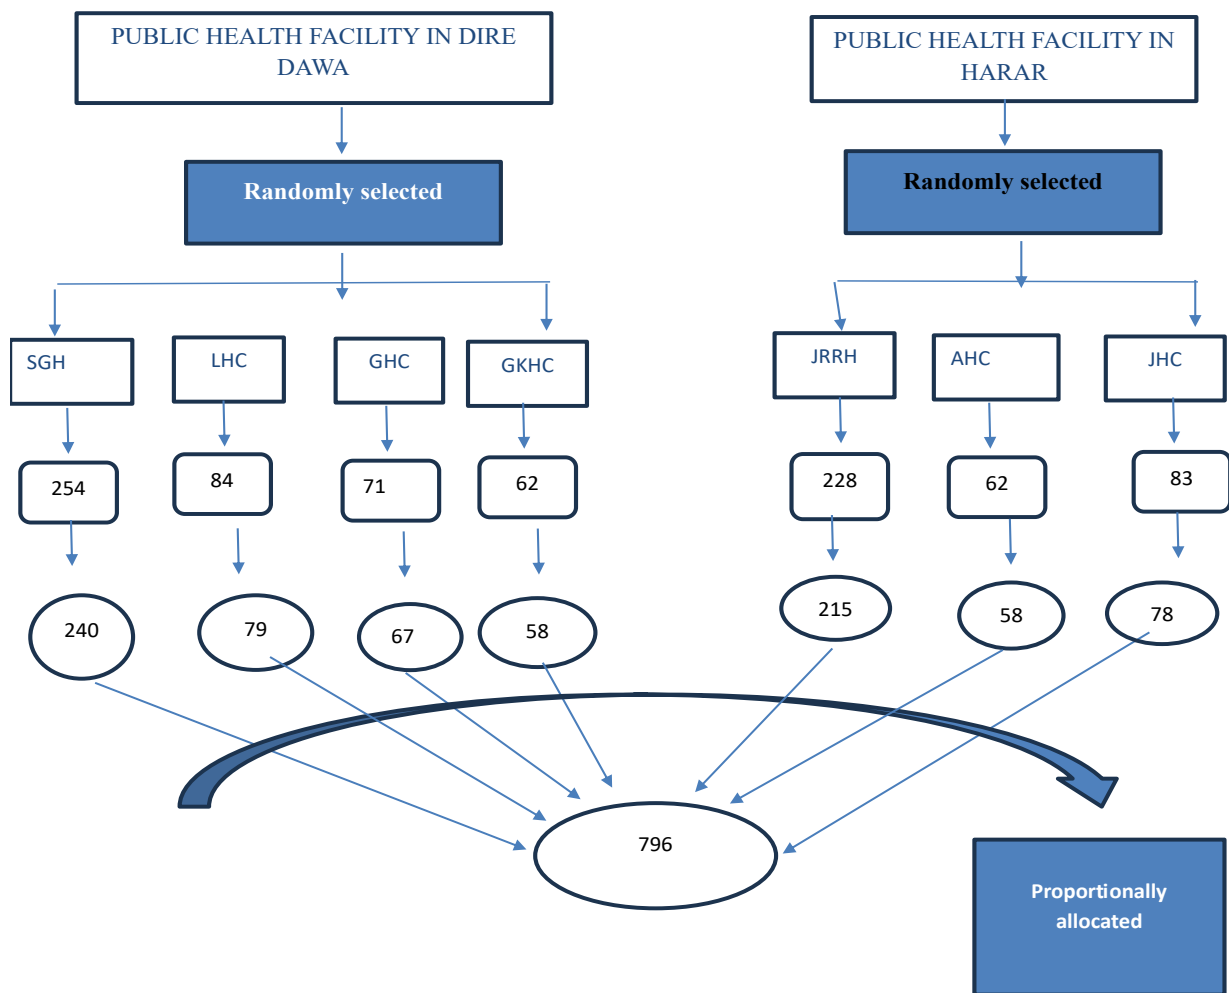 PUBLIC HEALTH FACILITY IN DIRE
DAWA
PUBLIC HEALTH FACILITY IN
HARAR
Randomly selected
Randomly selected
SGH
LHC
GHC
GKHC
JRRH
AHC
JHC
254
84
71
62
228
62
83
240
79
67
58
215
58
78
796
Proportionally
allocated